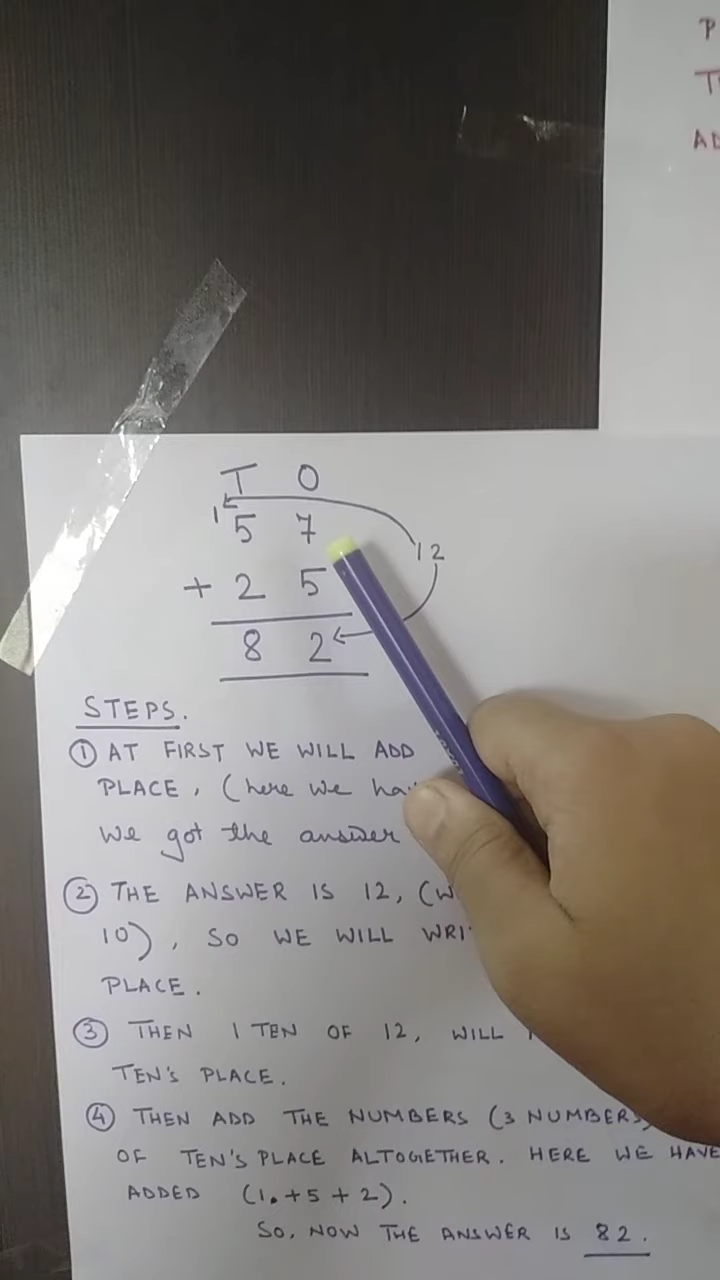 P
T
AD
T O
1
5 7
12
+ 2 5
8 2
STEPS.
① AT FIRST WE WILL ADD
PLACE, (here we
we got the answer
② THE ANSWER IS 12, (
10), SO WE WILL
PLACE.
③ THEN 1 TEN OF 12, WILL
TEN'S PLACE.
④ THEN ADD THE NUMBERS (3 NUMBERS)
OF TEN'S PLACE ALTOGETHER. HERE WE HAVE
ADDED (1.+5+2).
SO, NOW THE ANSWER IS 82.